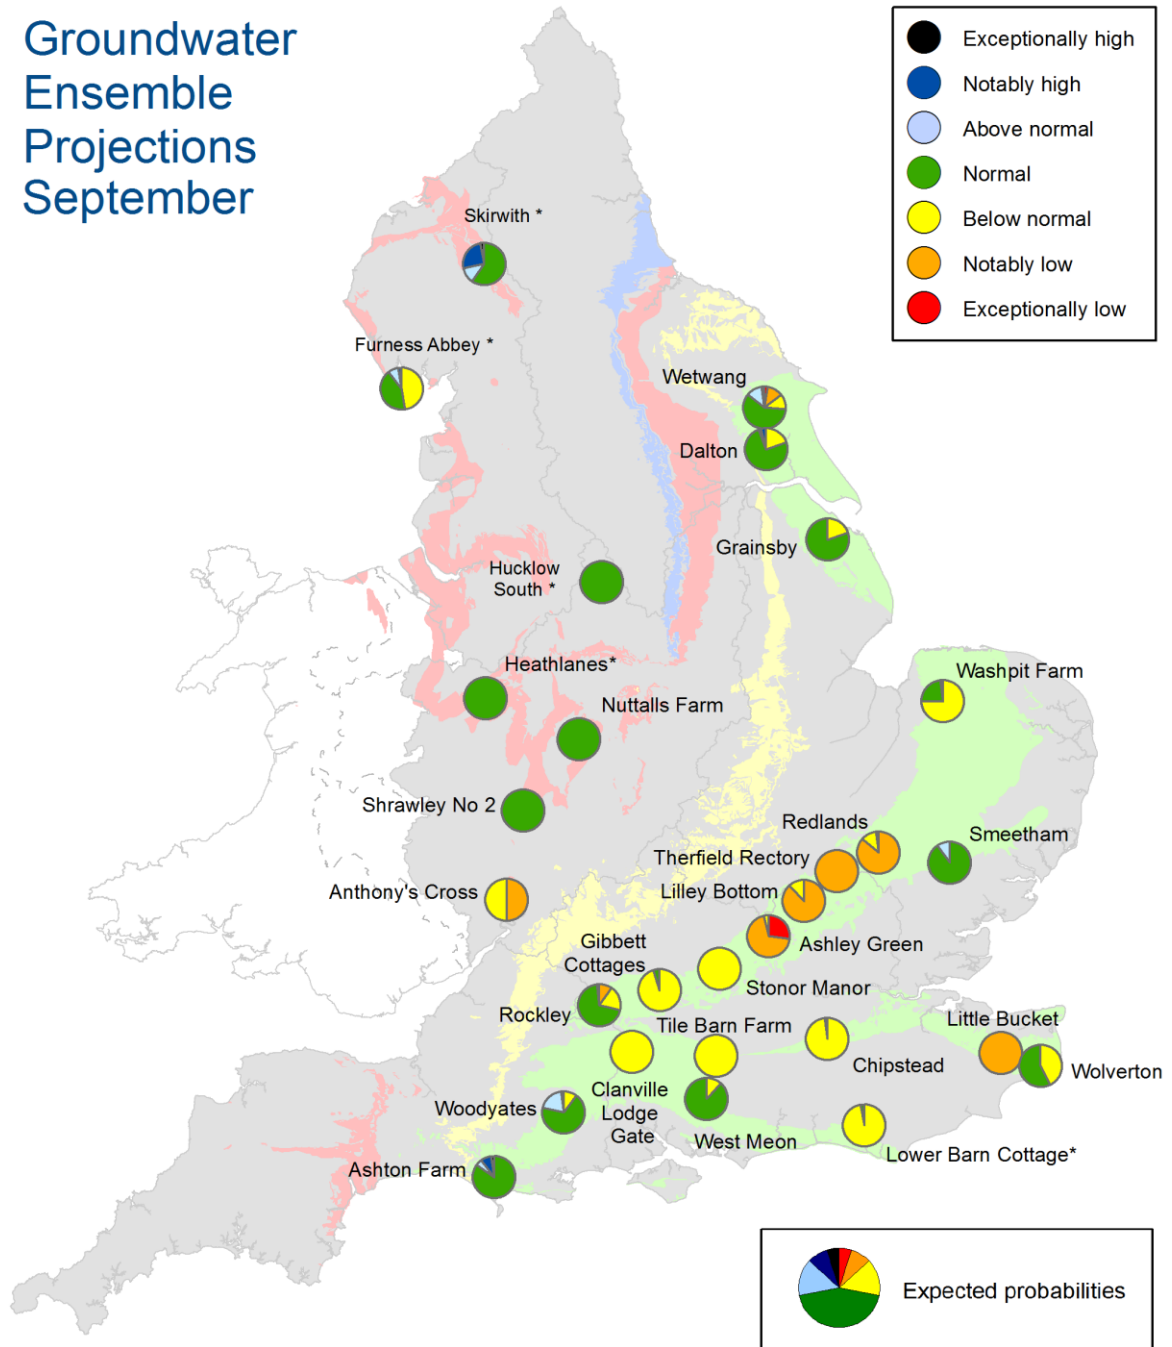 Groundwater
Ensemble
Projections
September
Exceptionally high
Notably high
Above normal
Normal
Below normal
Notably low
Exceptionally low
Skirwith *
Furness Abbey *
Wetwang
Dalton
Grainsby
Hucklow
South *
Heathlanes*
Washpit Farm
Nuttalls Farm
Shrawley No 2
Redlands
Smeetham
Therfield Rectory
Anthony's Cross
Lilley Bottom
Gibbett
Cottages
Ashley Green
Stonor Manor
Rockley
Tile Barn Farm
Little Bucket
Chipstead
Wolverton
Clanville
Lodge
Gate
Woodyates
West Meon
Lower Barn Cottage*
Ashton Farm
Expected probabilities